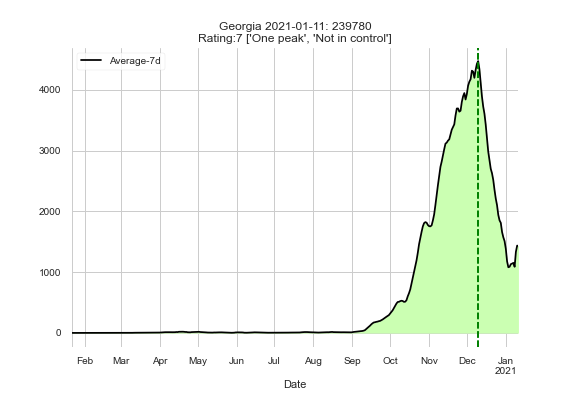 Georgia 2021-01-11: 239780
Rating:7 ['One peak', 'Not in control']
Average-7d
4000
3000
2000
1000
0
Feb Mar Apr May Jun Jul Aug Sep Oct Nov Dec Jan
2021
Date